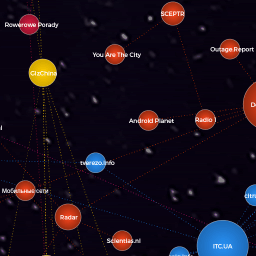 SCEPTR
Rowerowe Porady
Outage.Report
You Are The City
GizChina
Android Planet
Radio 1
tverezo.info
Мобильные сети
Radar
Scientias.nl
ITC.UA